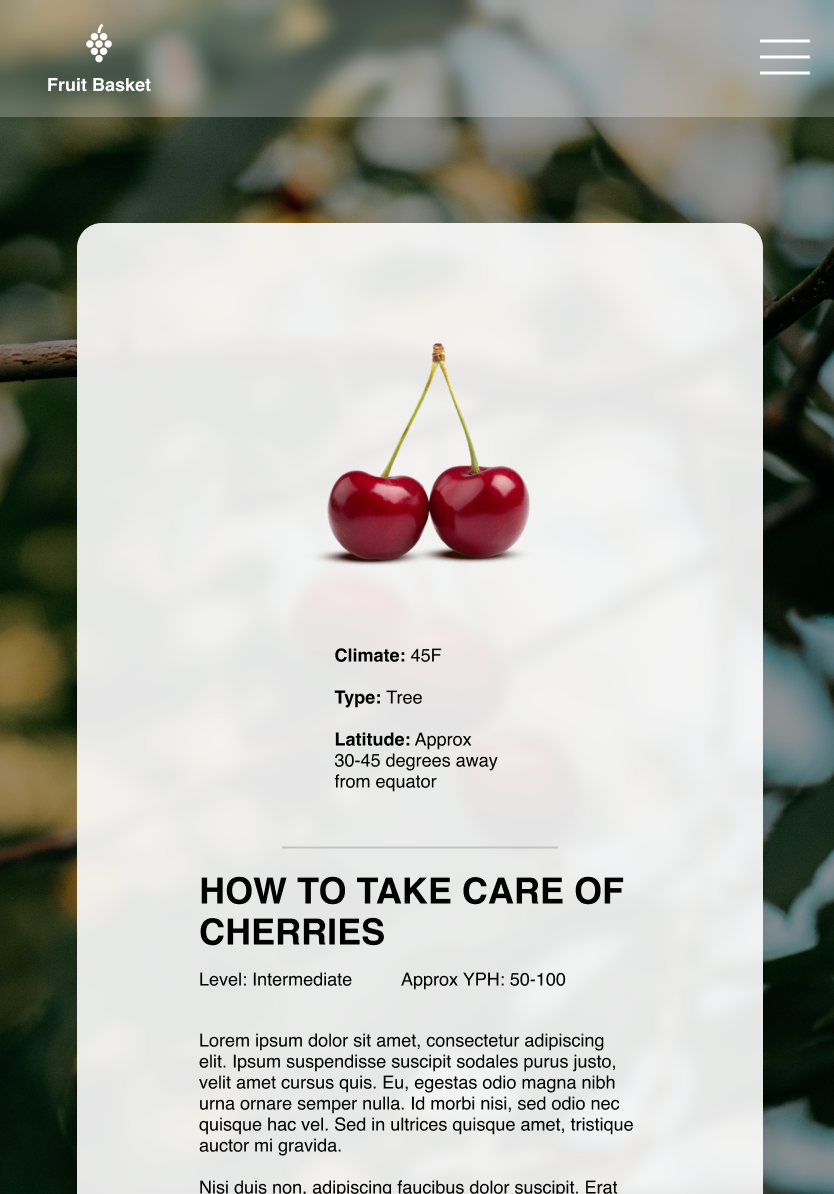 Fruit Basket
Climate: 45F
Type: Tree
Latitude: Approx
30-45 degrees away
from equator
HOW TO TAKE CARE OF
CHERRIES
Level: Intermediate Approx YPH: 50-100
Lorem ipsum dolor sit amet, consectetur adipiscing
elit. Ipsum suspendisse suscipit sodales purus justo,
velit amet cursus quis. Eu, egestas odio magna nibh
urna ornare semper nulla. Id morbi nisi, sed odio nec
quisque hac vel. Sed in ultrices quisque amet, tristique
auctor mi gravida.
Nisi duis non, adipiscing faucibus dolor suscipit. Erat